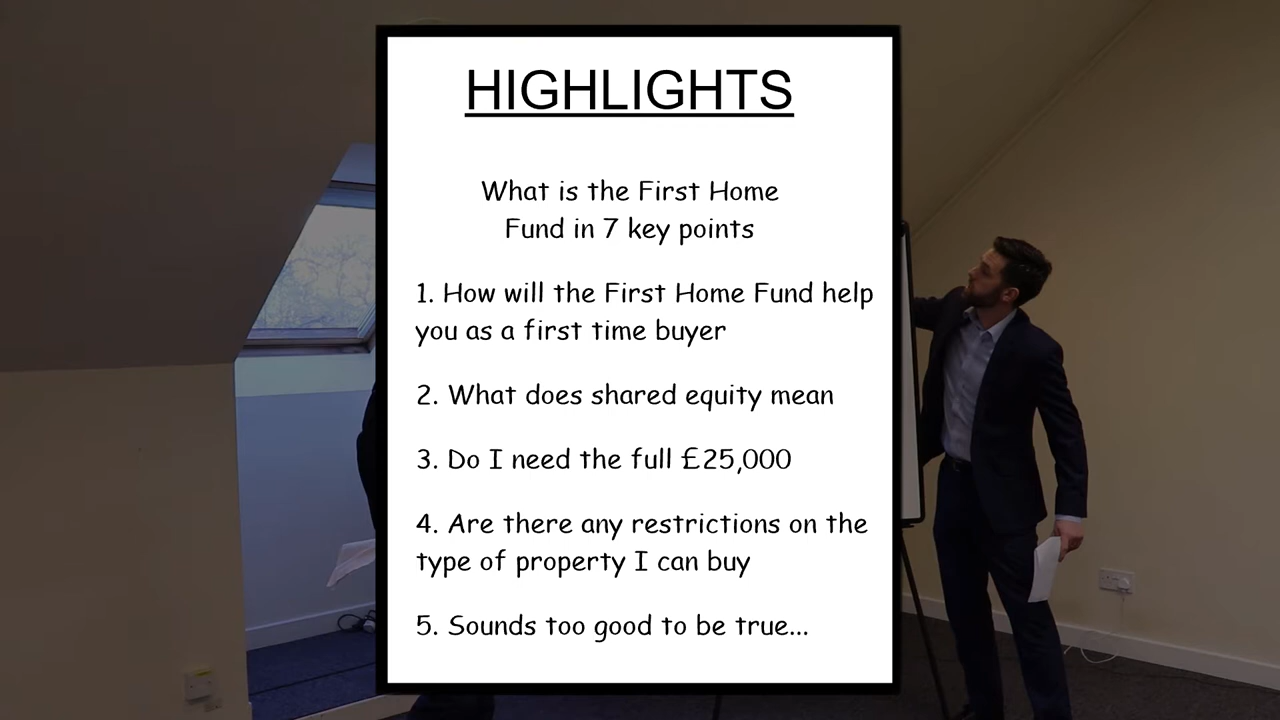 HIGHLIGHTS
What is the First Home
Fund in 7 key points
1. How will the First Home Fund help
you as a first time buyer
2. What does shared equity mean
3. Do I need the full £25,000
4. Are there any restrictions on the
type of property I can buy
5. Sounds too good to be true...